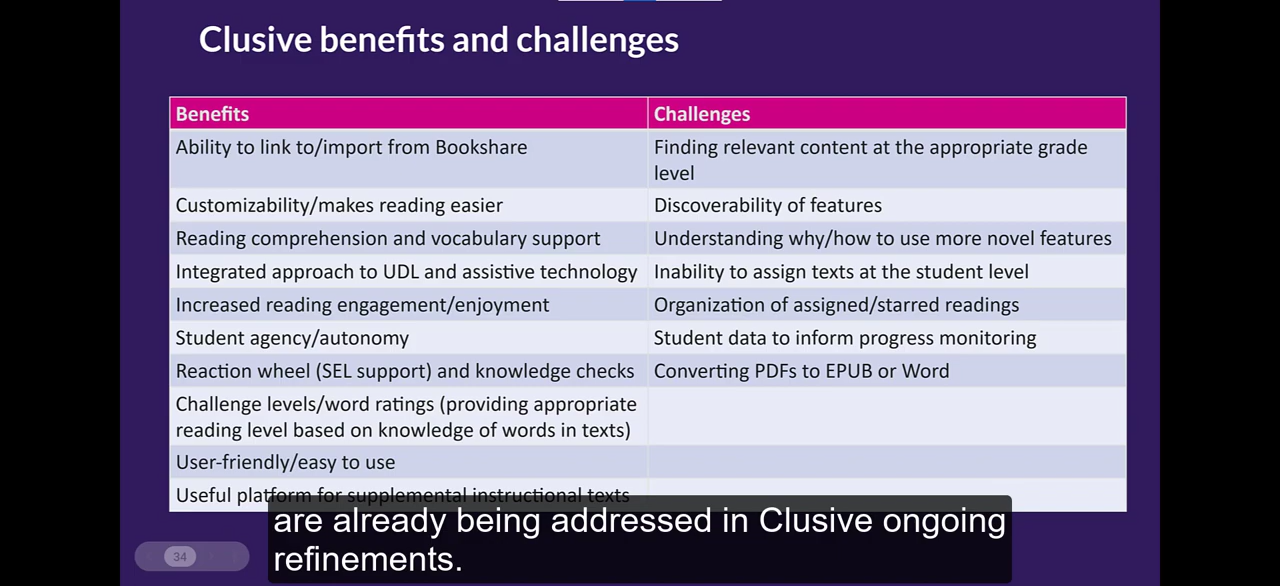 Clusive benefits and challenges
Benefits
Challenges
Ability to link to/import from Bookshare
Finding relevant content at the appropriate grade
level
Customizability/makes reading easier
Discoverability of features
Reading comprehension and vocabulary support
Understanding why/how to use more novel features
Integrated approach to UDL and assistive technology
Inability to assign texts at the student level
Increased reading engagement/enjoyment
Organization of assigned/starred readings
Student agency/autonomy
Student data to inform progress monitoring
Reaction wheel (SEL support) and knowledge checks
Converting PDFs to EPUB or Word
Challenge levels/word ratings (providing appropriate
reading level based on knowledge of words in texts)
User-friendly/easy to use
Useful platform for supplemental instructional texts
are already being addressed in Clusive ongoing
refinements.
34